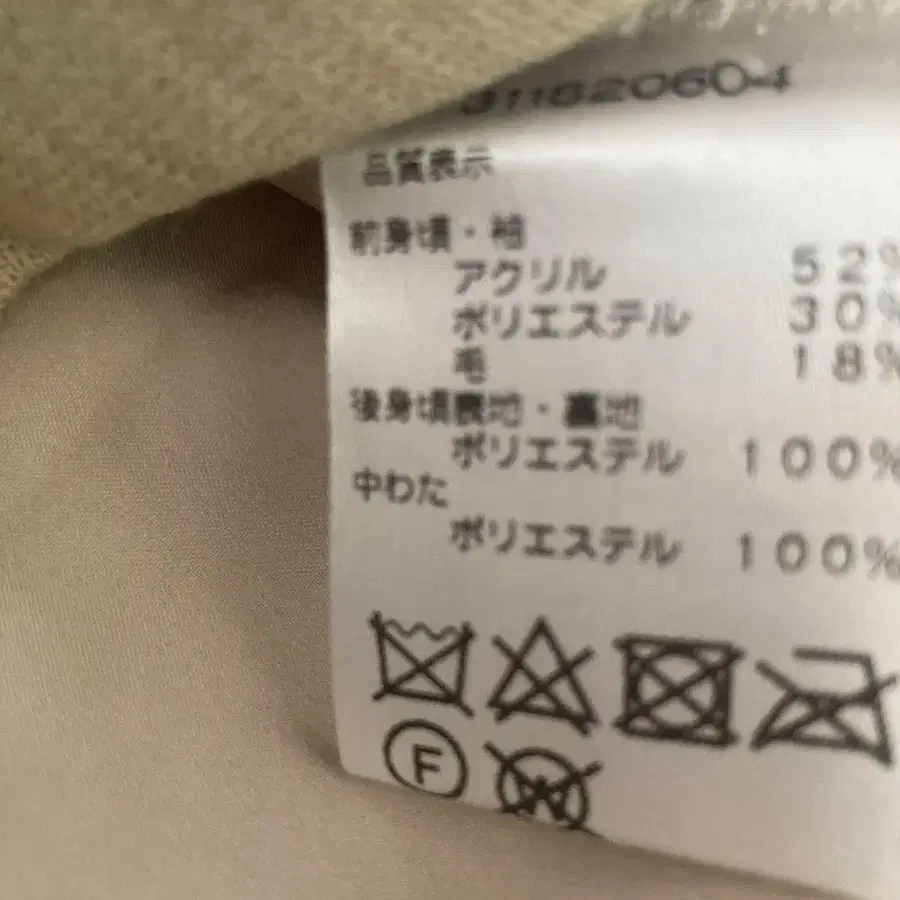 311820604
品質表示
前身頃・袖
アクリル 52%
ポリエステル 30%
毛 18%
後身頃表地・裏地
ポリエステル 100%
中わた
ポリエステル 100%
F
W